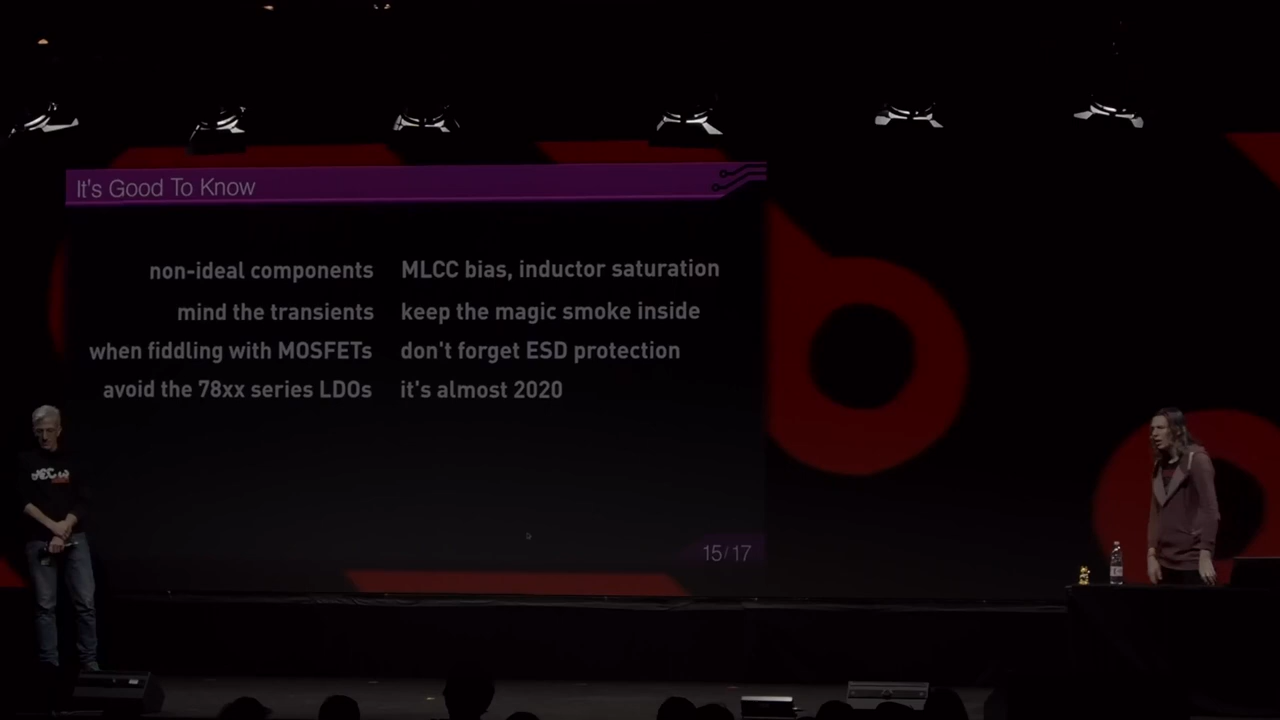 It's Good To Know
non-ideal components MLCC bias, inductor saturation
mind the transients keep the magic smoke inside
when fiddling with MOSFETs don't forget ESD protection
avoid the 78xx series LDOs it's almost 2020
15/17